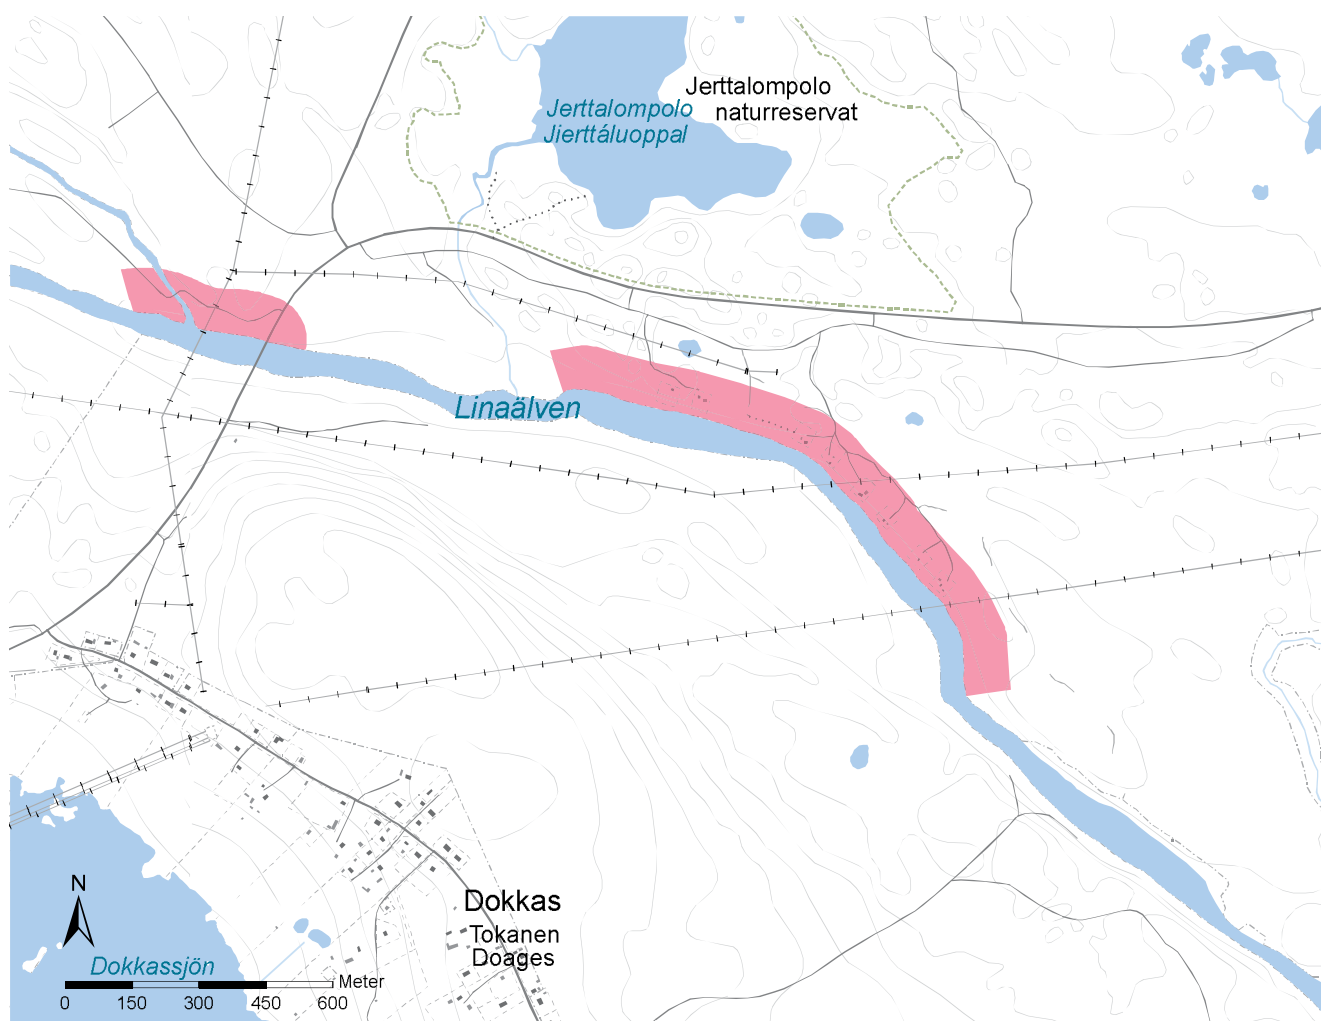 Jerttalompolo
naturreservat
Jerttalompolo
Jierttáluoppal
Linaälven
Dokkas
Tokanen
Doages
N
Dokkassjön
Meter
0 150 300 450 600